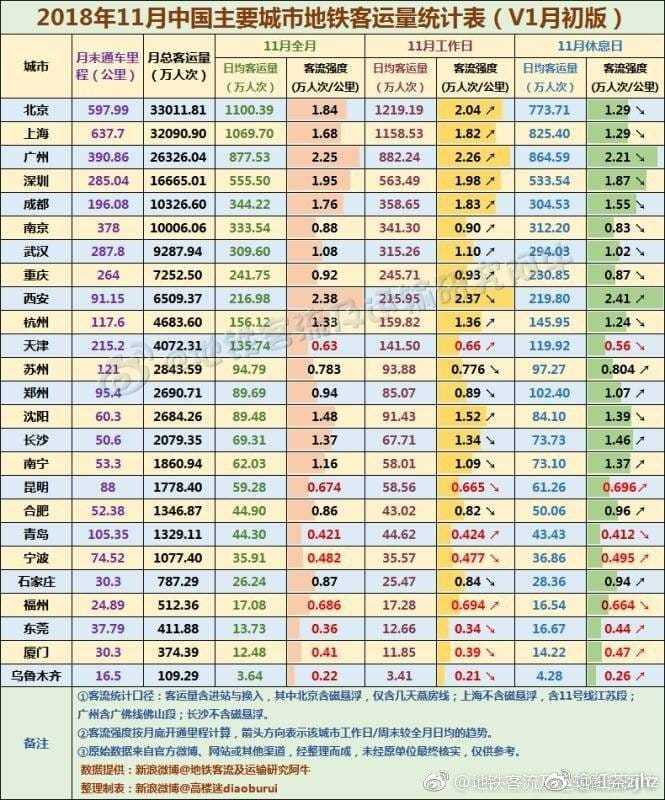 2018年11月中国主要城市地铁客运量统计表（V1月初版）
城市 月末通车里程（公里） 月总客运量（万人次） 11月全月 11月工作日 11月休息日
日均客运量（万人次） 客流强度（万人次/公里） 日均客运量（万人次） 客流强度（万人次/公里） 日均客运量（万人次） 客流强度（万人次/公里）
北京 597.99 33011.81 1100.39 1.84 1219.19 2.04↗ 773.71 1.29↘
上海 637.7 32090.90 1069.70 1.68 1158.53 1.82↗ 825.40 1.29↘
广州 390.86 26326.04 877.53 2.25 882.24 2.26↗ 864.59 2.21↘
深圳 285.04 16665.01 555.50 1.95 563.49 1.98↗ 533.54 1.87↘
成都 196.08 10326.60 344.22 1.76 358.65 1.83↗ 304.53 1.55↘
南京 378 10006.06 333.54 0.88 341.30 0.90↗ 312.20 0.83↘
武汉 287.8 9287.94 309.60 1.08 315.26 1.10↗ 294.03 1.02↘
重庆 264 7252.50 241.75 0.92 245.71 0.93↗ 230.85 0.87↘
西安 91.15 6509.37 216.98 2.38 215.95 2.37↘ 219.80 2.41↗
杭州 117.6 4683.60 156.12 1.33 159.82 1.36↗ 145.95 1.24↘
天津 215.2 4072.31 135.74 0.63 141.50 0.66↗ 119.92 0.56↘
苏州 121 2843.59 94.79 0.783 93.88 0.776↘ 97.27 0.804↗
郑州 95.4 2690.71 89.69 0.94 85.07 0.89↘ 102.40 1.07↗
沈阳 60.3 2684.26 89.48 1.48 91.43 1.52↗ 84.10 1.39↘
长沙 50.6 2079.35 69.31 1.37 67.71 1.34↘ 73.73 1.46↗
南宁 53.3 1860.94 62.03 1.16 58.01 1.09↘ 73.10 1.37↗
昆明 88 1778.40 59.28 0.674 58.56 0.665↘ 61.26 0.696↗
合肥 52.38 1346.87 44.90 0.86 43.02 0.82↘ 50.06 0.96↗
青岛 105.35 1329.11 44.30 0.421 44.62 0.424↗ 43.43 0.412↘
宁波 74.52 1077.40 35.91 0.482 35.57 0.477↘ 36.86 0.495↗
石家庄 30.3 787.29 26.24 0.87 25.47 0.84↘ 28.36 0.94↗
福州 24.89 512.36 17.08 0.686 17.28 0.694↗ 16.54 0.664↘
东莞 37.79 411.88 13.73 0.36 12.66 0.34↘ 16.67 0.44↗
厦门 30.3 374.39 12.48 0.41 11.85 0.39↘ 14.22 0.47↗
乌鲁木齐 16.5 109.29 3.64 0.22 3.41 0.21↘ 4.28 0.26↗
备注
①客流统计口径：客运量含进站与换入，其中北京含磁悬浮，仅含几天燕房线；上海不含磁悬浮，含11号线江苏段；
广州含广佛线佛山段；长沙不含磁悬浮。
②客流强度按月底开通里程计算，箭头方向表示该城市工作日/周末较全月日均的趋势。
③原始数据来自官方微博、网站或其他渠道，经整理而成，未经原单位最终核实，仅供参考。
数据提供：新浪微博@地铁客流及运输研究阿牛
整理制表：新浪微博@高楼迷diaoburui
@地铁客流及运输研究阿牛